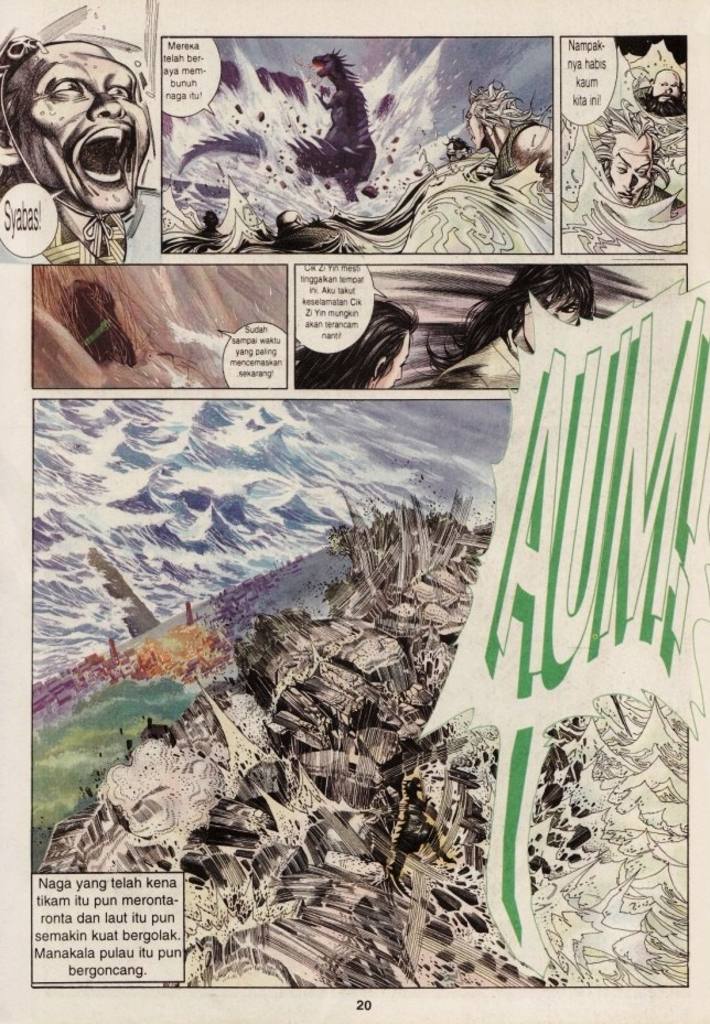 Syabas!
Mereka
telah ber-
aya mem-
bunuh
naga itu!
Nampak-
nya habis
kaum
kita ini!
Sudah
sampai waktu
yang paling
mencemaskan
sekarang!
Cik Zi Yin mesti
tinggalkan tempat
ini. Aku takut
keselamatan Cik
Zi Yin mungkin
akan terancam
nanti!
AUM!
Naga yang telah kena
tikam itu pun meronta-
ronta dan laut itu pun
semakin kuat bergolak.
Manakala pulau itu pun
bergoncang.
20